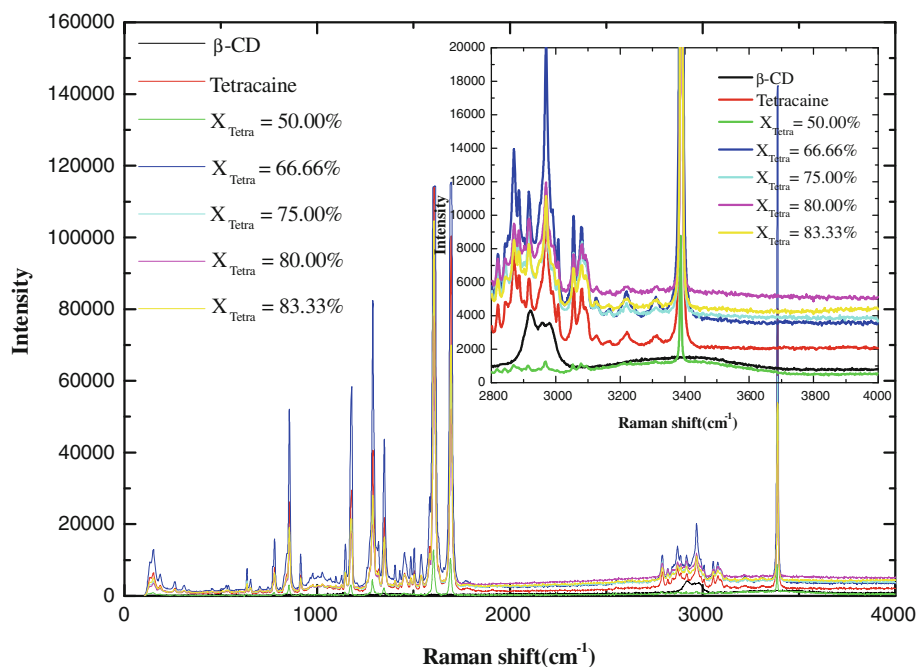 160000
140000
120000
100000
80000
60000
40000
20000
0
Intensity
0
1000
2000
3000
4000
Raman shift(cm⁻¹)
β-CD
Tetracaine
X_Tetra = 50.00%
X_Tetra = 66.66%
X_Tetra = 75.00%
X_Tetra = 80.00%
X_Tetra = 83.33%
20000
18000
16000
14000
12000
10000
8000
6000
4000
2000
0
Intensity
2800
3000
3200
3400
3600
3800
4000
Raman shift(cm⁻¹)
β-CD
Tetracaine
X_Tetra = 50.00%
X_Tetra = 66.66%
X_Tetra = 75.00%
X_Tetra = 80.00%
X_Tetra = 83.33%